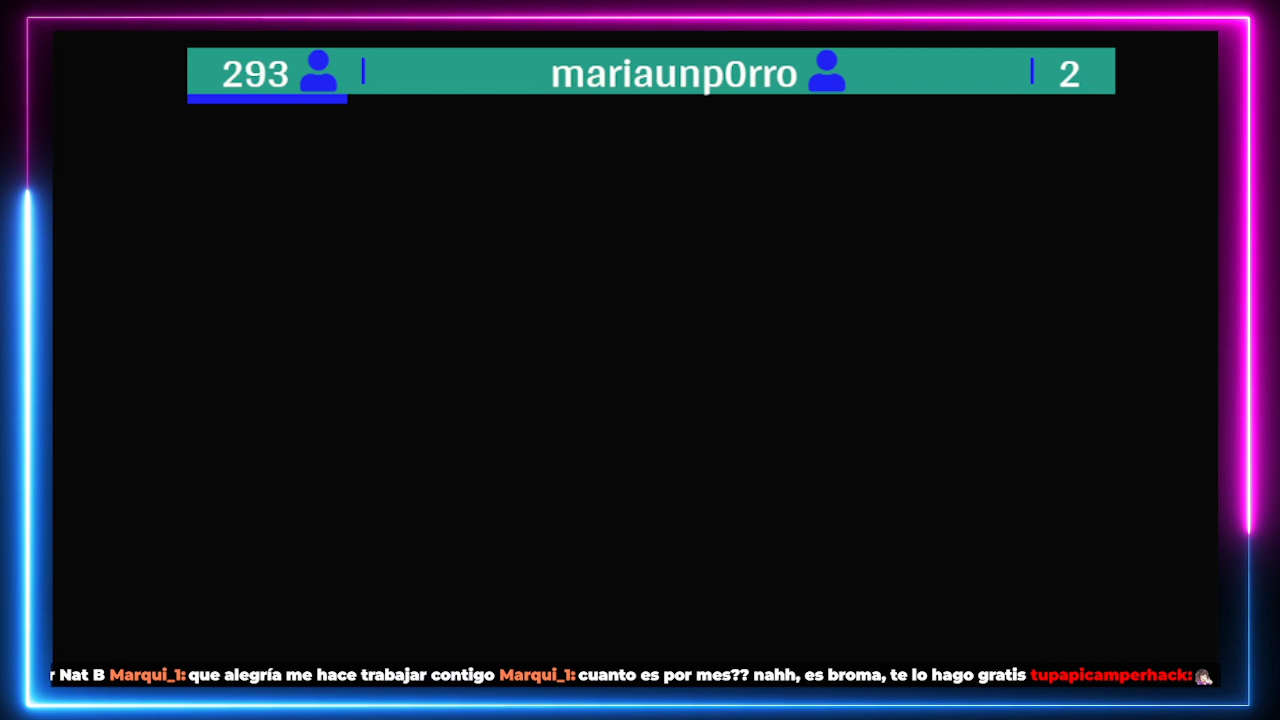 293 mariaunp0rro 2
r Nat B Marqui_1: que alegría me hace trabajar contigo Marqui_1: cuanto es por mes?? nahh, es broma, te lo hago gratis tupapicamperhack: